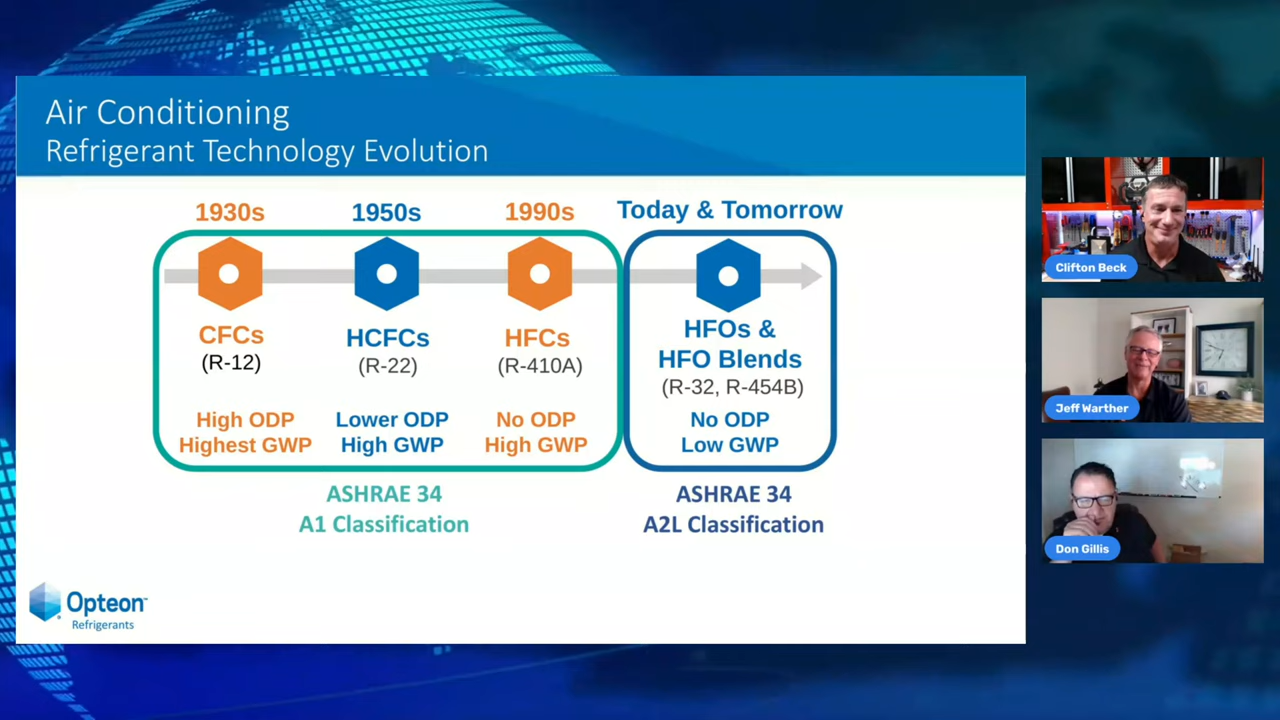 Air Conditioning
Refrigerant Technology Evolution
1930s
1950s
1990s
Today & Tomorrow
CFCs
(R-12)
High ODP
Highest GWP
HCFCs
(R-22)
Lower ODP
High GWP
HFCs
(R-410A)
No ODP
High GWP
HFOs &
HFO Blends
(R-32, R-454B)
No ODP
Low GWP
ASHRAE 34
A1 Classification
ASHRAE 34
A2L Classification
Opteon™
Refrigerants
Clifton Beck
Jeff Warther
Don Gillis